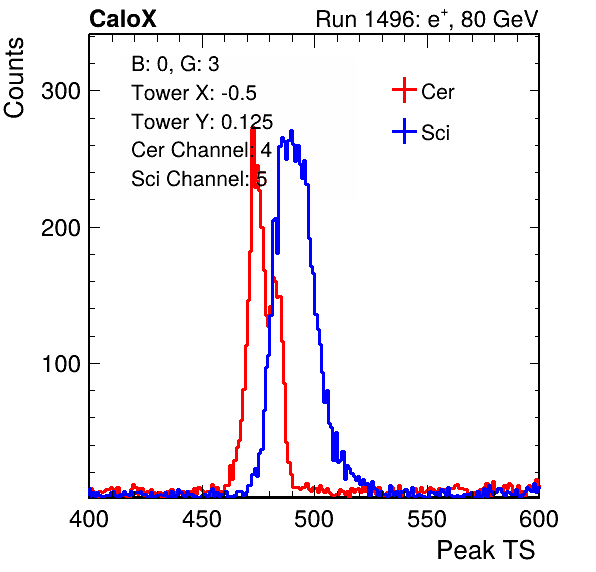 CaloX Run 1496: e+, 80 GeV
Counts
B: 0, G: 3
Tower X: -0.5
Tower Y: 0.125
Cer Channel: 4
Sci Channel: 5
Cer
Sci
300
200
100
400 450 500 550 600
Peak TS